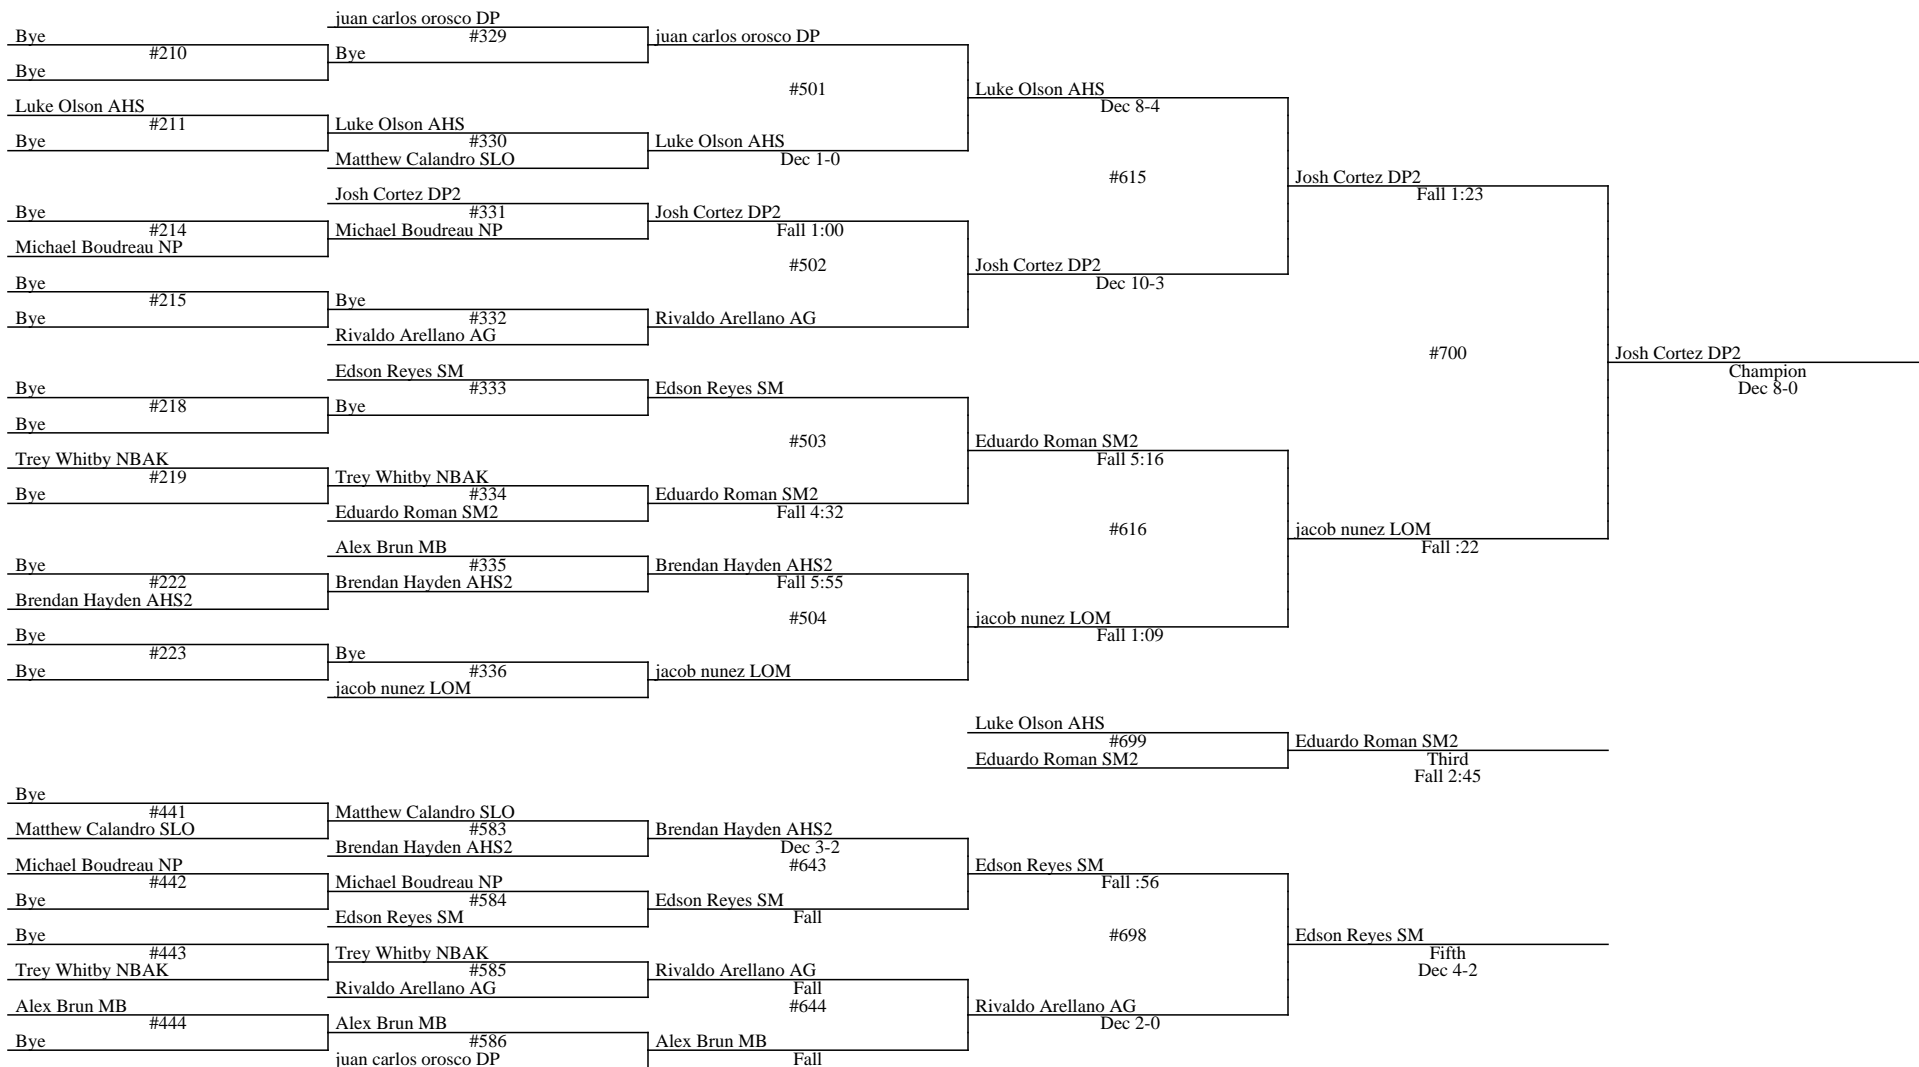 juan carlos orosco DP
Bye
#329
juan carlos orosco DP
#210
Bye
Bye
#501
Luke Olson AHS
Luke Olson AHS
Dec 8-4
#211
Luke Olson AHS
Bye
#330
Luke Olson AHS
Matthew Calandro SLO
Dec 1-0
#615
Josh Cortez DP2
Josh Cortez DP2
Fall 1:23
Bye
#331
Josh Cortez DP2
#214
Michael Boudreau NP
Fall 1:00
Michael Boudreau NP
#502
Josh Cortez DP2
Bye
Dec 10-3
#215
Bye
Bye
#332
Rivaldo Arellano AG
Rivaldo Arellano AG
#700
Josh Cortez DP2
Edson Reyes SM
Champion
Bye
#333
Edson Reyes SM
Dec 8-0
#218
Bye
Bye
#503
Eduardo Roman SM2
Trey Whitby NBAK
Fall 5:16
#219
Trey Whitby NBAK
Bye
#334
Eduardo Roman SM2
Eduardo Roman SM2
Fall 4:32
#616
jacob nunez LOM
Alex Brun MB
Fall :22
Bye
#335
Brendan Hayden AHS2
#222
Brendan Hayden AHS2
Fall 5:55
Brendan Hayden AHS2
#504
jacob nunez LOM
Bye
Fall 1:09
#223
Bye
Bye
#336
jacob nunez LOM
jacob nunez LOM
Luke Olson AHS
#699
Eduardo Roman SM2
Eduardo Roman SM2
Third
Fall 2:45
Bye
#441
Matthew Calandro SLO
Matthew Calandro SLO
#583
Brendan Hayden AHS2
Brendan Hayden AHS2
Dec 3-2
Michael Boudreau NP
#643
Edson Reyes SM
#442
Michael Boudreau NP
Fall :56
Bye
#584
Edson Reyes SM
Edson Reyes SM
Fall
Bye
#698
Edson Reyes SM
#443
Trey Whitby NBAK
Fifth
Trey Whitby NBAK
#585
Rivaldo Arellano AG
Dec 4-2
Rivaldo Arellano AG
Fall
Alex Brun MB
#644
Rivaldo Arellano AG
#444
Alex Brun MB
Dec 2-0
Bye
#586
Alex Brun MB
juan carlos orosco DP
Fall